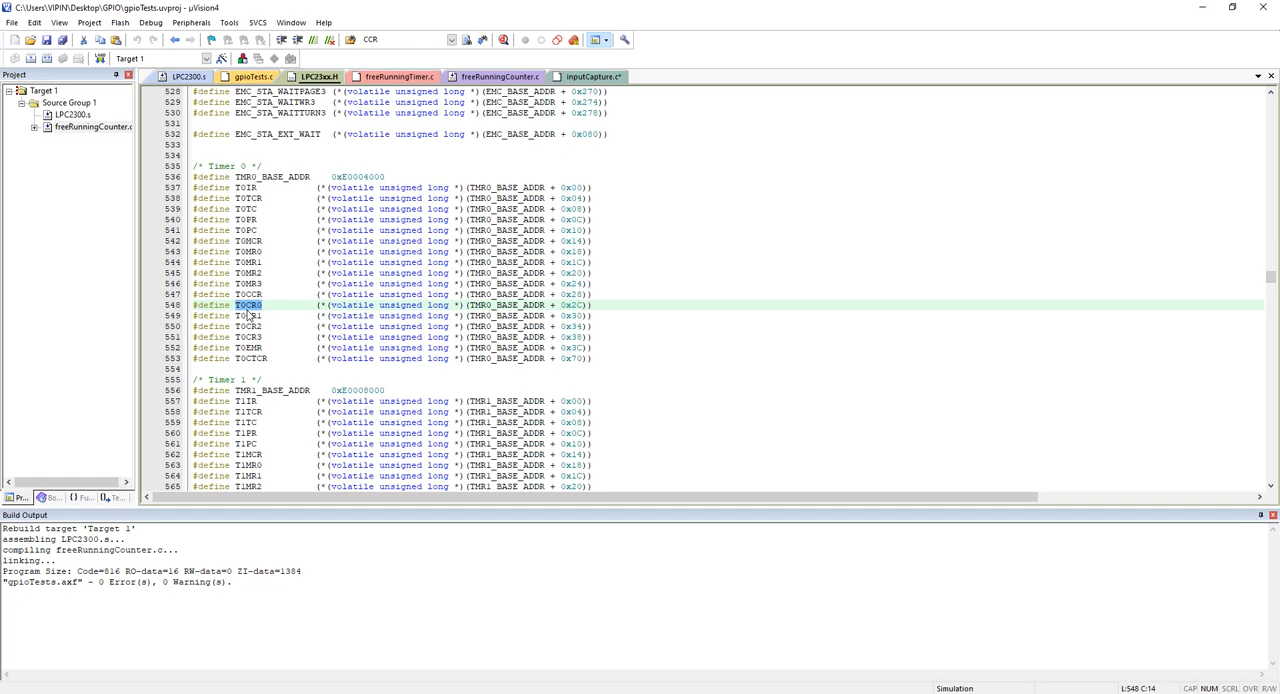 C:\Users\VIPIN\Desktop\GPIO\gpioTests.uvproj - µVision4
File Edit View Project Flash Debug Peripherals Tools SVCS Window Help
CCR
Target 1
Project
LPC2300.s gpioTests.c LPC23xx.H freeRunningTimer.c freeRunningCounter.c inputCapture.c*
Target 1
Source Group 1
LPC2300.s
freeRunningCounter.c
528 #define EMC_STA_WAITPAGE3 (*(volatile unsigned long *)(EMC_BASE_ADDR + 0x270))
529 #define EMC_STA_WAITWR3 (*(volatile unsigned long *)(EMC_BASE_ADDR + 0x274))
530 #define EMC_STA_WAITTURN3 (*(volatile unsigned long *)(EMC_BASE_ADDR + 0x278))
531
532 #define EMC_STA_EXT_WAIT (*(volatile unsigned long *)(EMC_BASE_ADDR + 0x080))
533
534
535 /* Timer 0 */
536 #define TMR0_BASE_ADDR 0xE0004000
537 #define T0IR (*(volatile unsigned long *)(TMR0_BASE_ADDR + 0x00))
538 #define T0TCR (*(volatile unsigned long *)(TMR0_BASE_ADDR + 0x04))
539 #define T0TC (*(volatile unsigned long *)(TMR0_BASE_ADDR + 0x08))
540 #define T0PR (*(volatile unsigned long *)(TMR0_BASE_ADDR + 0x0C))
541 #define T0PC (*(volatile unsigned long *)(TMR0_BASE_ADDR + 0x10))
542 #define T0MCR (*(volatile unsigned long *)(TMR0_BASE_ADDR + 0x14))
543 #define T0MR0 (*(volatile unsigned long *)(TMR0_BASE_ADDR + 0x18))
544 #define T0MR1 (*(volatile unsigned long *)(TMR0_BASE_ADDR + 0x1C))
545 #define T0MR2 (*(volatile unsigned long *)(TMR0_BASE_ADDR + 0x20))
546 #define T0MR3 (*(volatile unsigned long *)(TMR0_BASE_ADDR + 0x24))
547 #define T0CCR (*(volatile unsigned long *)(TMR0_BASE_ADDR + 0x28))
548 #define T0CR0 (*(volatile unsigned long *)(TMR0_BASE_ADDR + 0x2C))
549 #define T0CR1 (*(volatile unsigned long *)(TMR0_BASE_ADDR + 0x30))
550 #define T0CR2 (*(volatile unsigned long *)(TMR0_BASE_ADDR + 0x34))
551 #define T0CR3 (*(volatile unsigned long *)(TMR0_BASE_ADDR + 0x38))
552 #define T0EMR (*(volatile unsigned long *)(TMR0_BASE_ADDR + 0x3C))
553 #define T0CTCR (*(volatile unsigned long *)(TMR0_BASE_ADDR + 0x70))
554
555 /* Timer 1 */
556 #define TMR1_BASE_ADDR 0xE0008000
557 #define T1IR (*(volatile unsigned long *)(TMR1_BASE_ADDR + 0x00))
558 #define T1TCR (*(volatile unsigned long *)(TMR1_BASE_ADDR + 0x04))
559 #define T1TC (*(volatile unsigned long *)(TMR1_BASE_ADDR + 0x08))
560 #define T1PR (*(volatile unsigned long *)(TMR1_BASE_ADDR + 0x0C))
561 #define T1PC (*(volatile unsigned long *)(TMR1_BASE_ADDR + 0x10))
562 #define T1MCR (*(volatile unsigned long *)(TMR1_BASE_ADDR + 0x14))
563 #define T1MR0 (*(volatile unsigned long *)(TMR1_BASE_ADDR + 0x18))
564 #define T1MR1 (*(volatile unsigned long *)(TMR1_BASE_ADDR + 0x1C))
565 #define T1MR2 (*(volatile unsigned long *)(TMR1_BASE_ADDR + 0x20))
Pr... Bo... {} Fu... Te...
Build Output
Rebuild target 'Target 1'
assembling LPC2300.s...
compiling freeRunningCounter.c...
linking...
Program Size: Code=816 RO-data=16 RW-data=0 ZI-data=1384
"gpioTests.axf" - 0 Error(s), 0 Warning(s).
Simulation L:548 C:14 CAP NUM SCRL OVR R/W